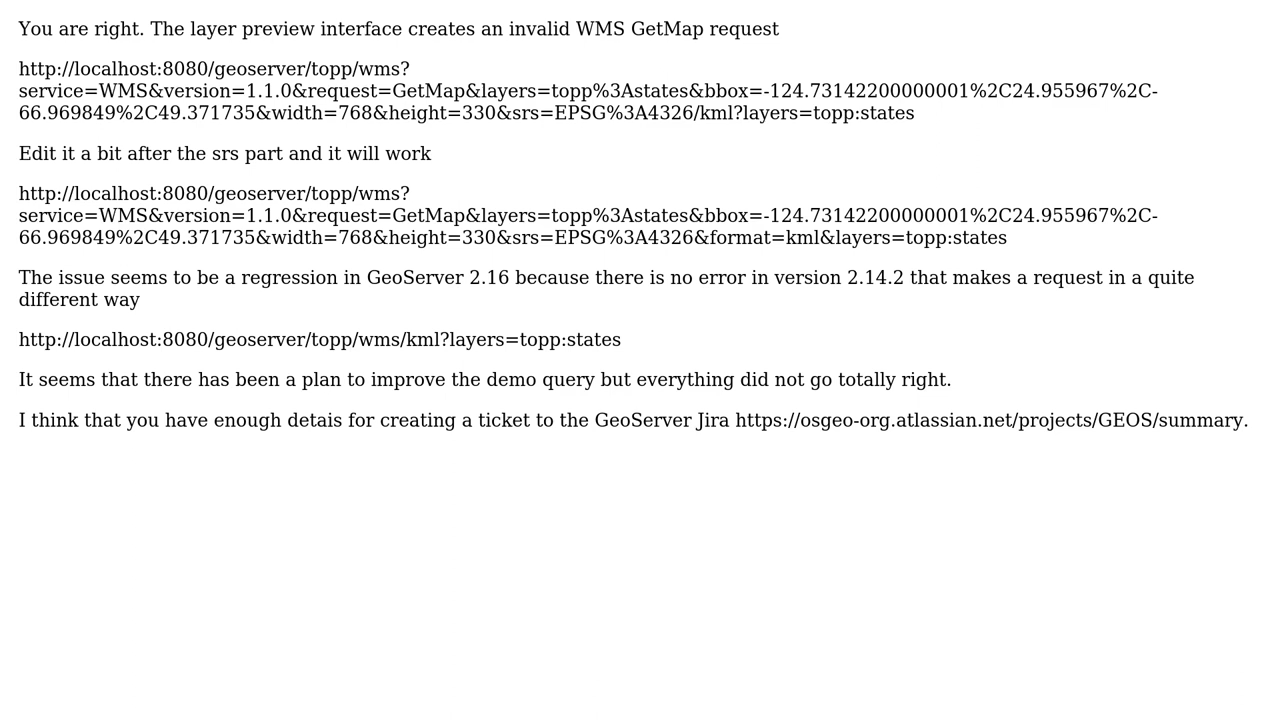 You are right. The layer preview interface creates an invalid WMS GetMap request
http://localhost:8080/geoserver/topp/wms?
service=WMS&version=1.1.0&request=GetMap&layers=topp%3Astates&bbox=-124.73142200000001%2C24.955967%2C-
66.969849%2C49.371735&width=768&height=330&srs=EPSG%3A4326/kml?layers=topp:states
Edit it a bit after the srs part and it will work
http://localhost:8080/geoserver/topp/wms?
service=WMS&version=1.1.0&request=GetMap&layers=topp%3Astates&bbox=-124.73142200000001%2C24.955967%2C-
66.969849%2C49.371735&width=768&height=330&srs=EPSG%3A4326&format=kml&layers=topp:states
The issue seems to be a regression in GeoServer 2.16 because there is no error in version 2.14.2 that makes a request in a quite
different way
http://localhost:8080/geoserver/topp/wms/kml?layers=topp:states
It seems that there has been a plan to improve the demo query but everything did not go totally right.
I think that you have enough detais for creating a ticket to the GeoServer Jira https://osgeo-org.atlassian.net/projects/GEOS/summary.